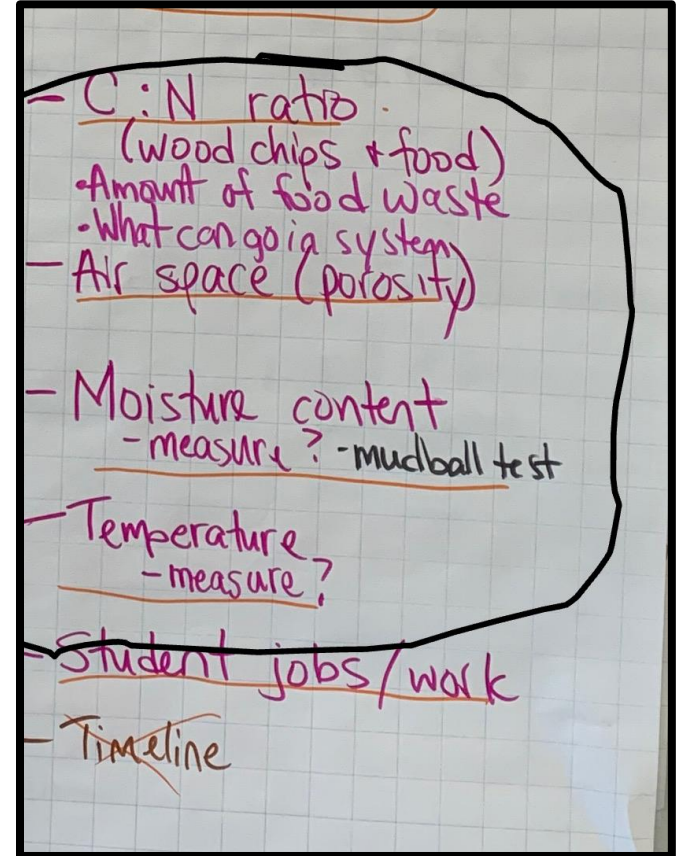 - C:N ratio
(wood chips + food)
•Amount of food waste
•What can go in system
- Air space (porosity)
- Moisture content
-measure? -mudball test
-Temperature
-measure?
-Student jobs/work
- Timeline